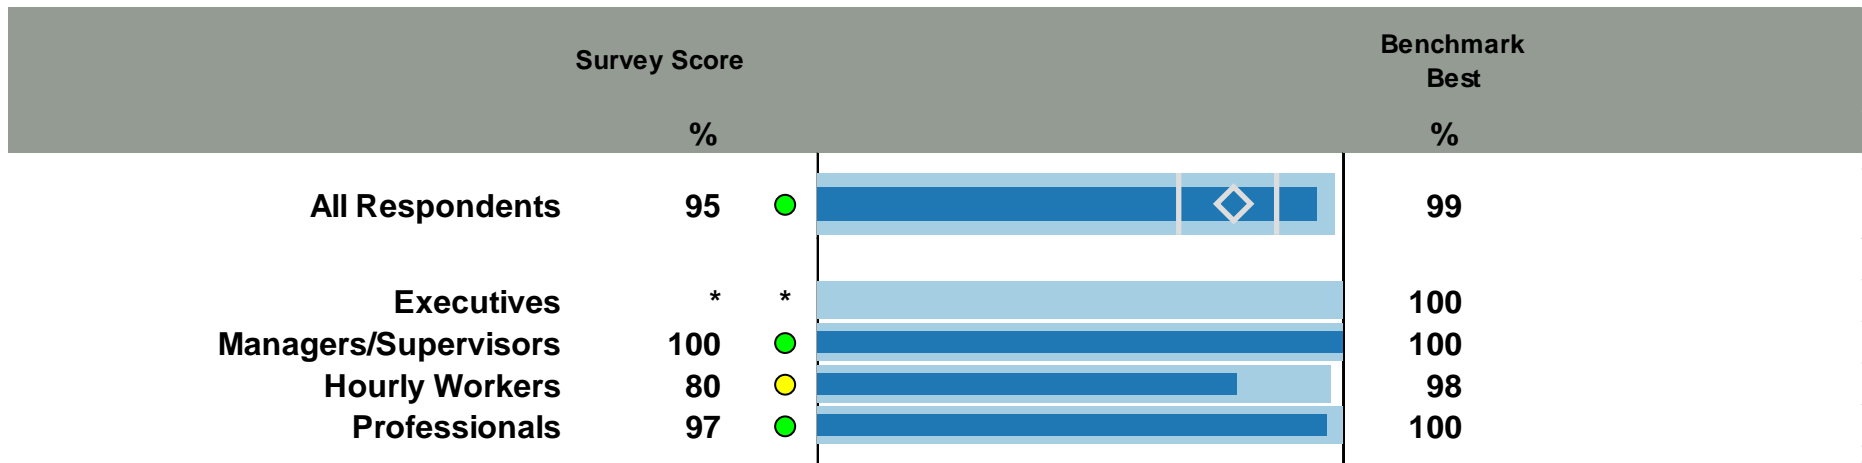 Survey Score
Benchmark
Best
% %
All Respondents 95 99
Executives * * 100
Managers/Supervisors 100 100
Hourly Workers 80 98
Professionals 97 100